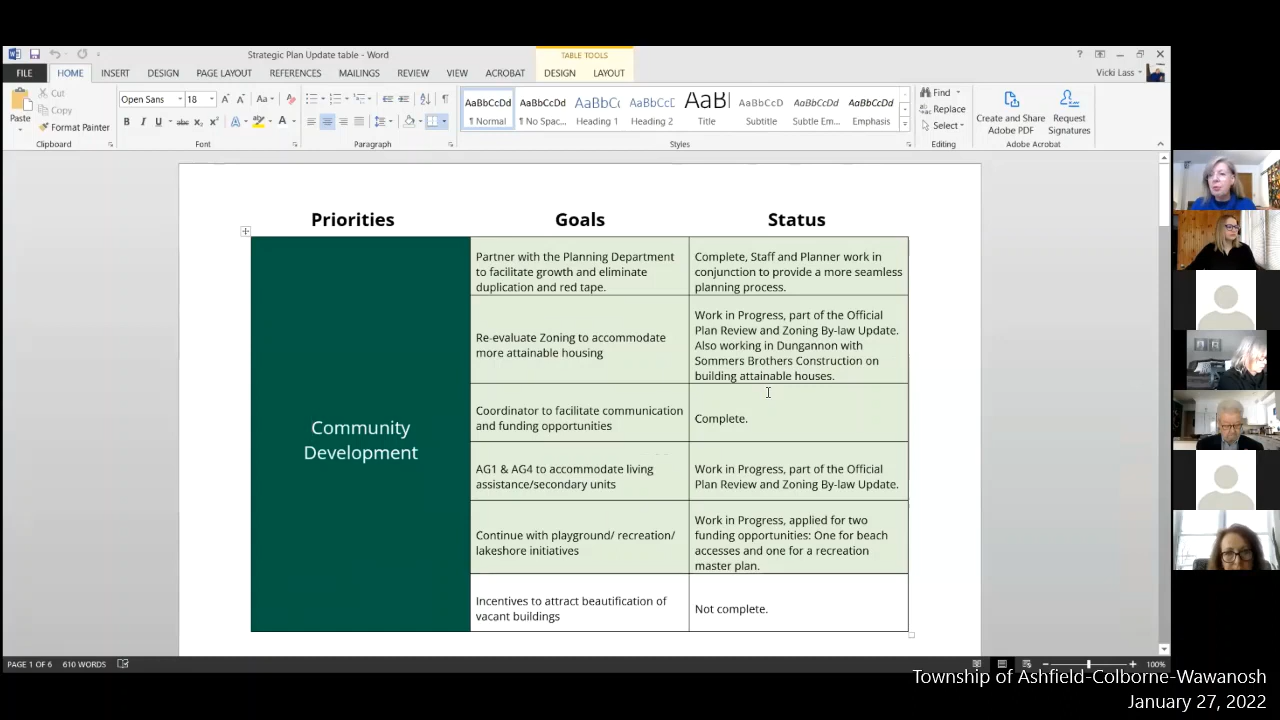 Strategic Plan Update table - Word
TABLE TOOLS
FILE HOME INSERT DESIGN PAGE LAYOUT REFERENCES MAILINGS REVIEW VIEW ACROBAT DESIGN LAYOUT
Vicki Lass
Paste
Cut
Copy
Format Painter
Clipboard
Open Sans 18
Font
Paragraph
AaBbCcDd AaBbCcDd AaBbCc AaBbCcE AaBl AaBbCcD AaBbCcDd AaBbCcDd
¶ Normal ¶ No Spac... Heading 1 Heading 2 Title Subtitle Subtle Em... Emphasis
Styles
Find
Replace
Select
Editing
Create and Share
Adobe PDF
Request
Signatures
Adobe Acrobat
Priorities Goals Status
Community
Development
Partner with the Planning Department
to facilitate growth and eliminate
duplication and red tape.
Complete, Staff and Planner work in
conjunction to provide a more seamless
planning process.
Re-evaluate Zoning to accommodate
more attainable housing
Work in Progress, part of the Official
Plan Review and Zoning By-law Update.
Also working in Dungannon with
Sommers Brothers Construction on
building attainable houses.
Coordinator to facilitate communication
and funding opportunities
Complete.
AG1 & AG4 to accommodate living
assistance/secondary units
Work in Progress, part of the Official
Plan Review and Zoning By-law Update.
Continue with playground/ recreation/
lakeshore initiatives
Work in Progress, applied for two
funding opportunities: One for beach
accesses and one for a recreation
master plan.
Incentives to attract beautification of
vacant buildings
Not complete.
PAGE 1 OF 6 610 WORDS
100%
Township of Ashfield-Colborne-Wawanosh
January 27, 2022